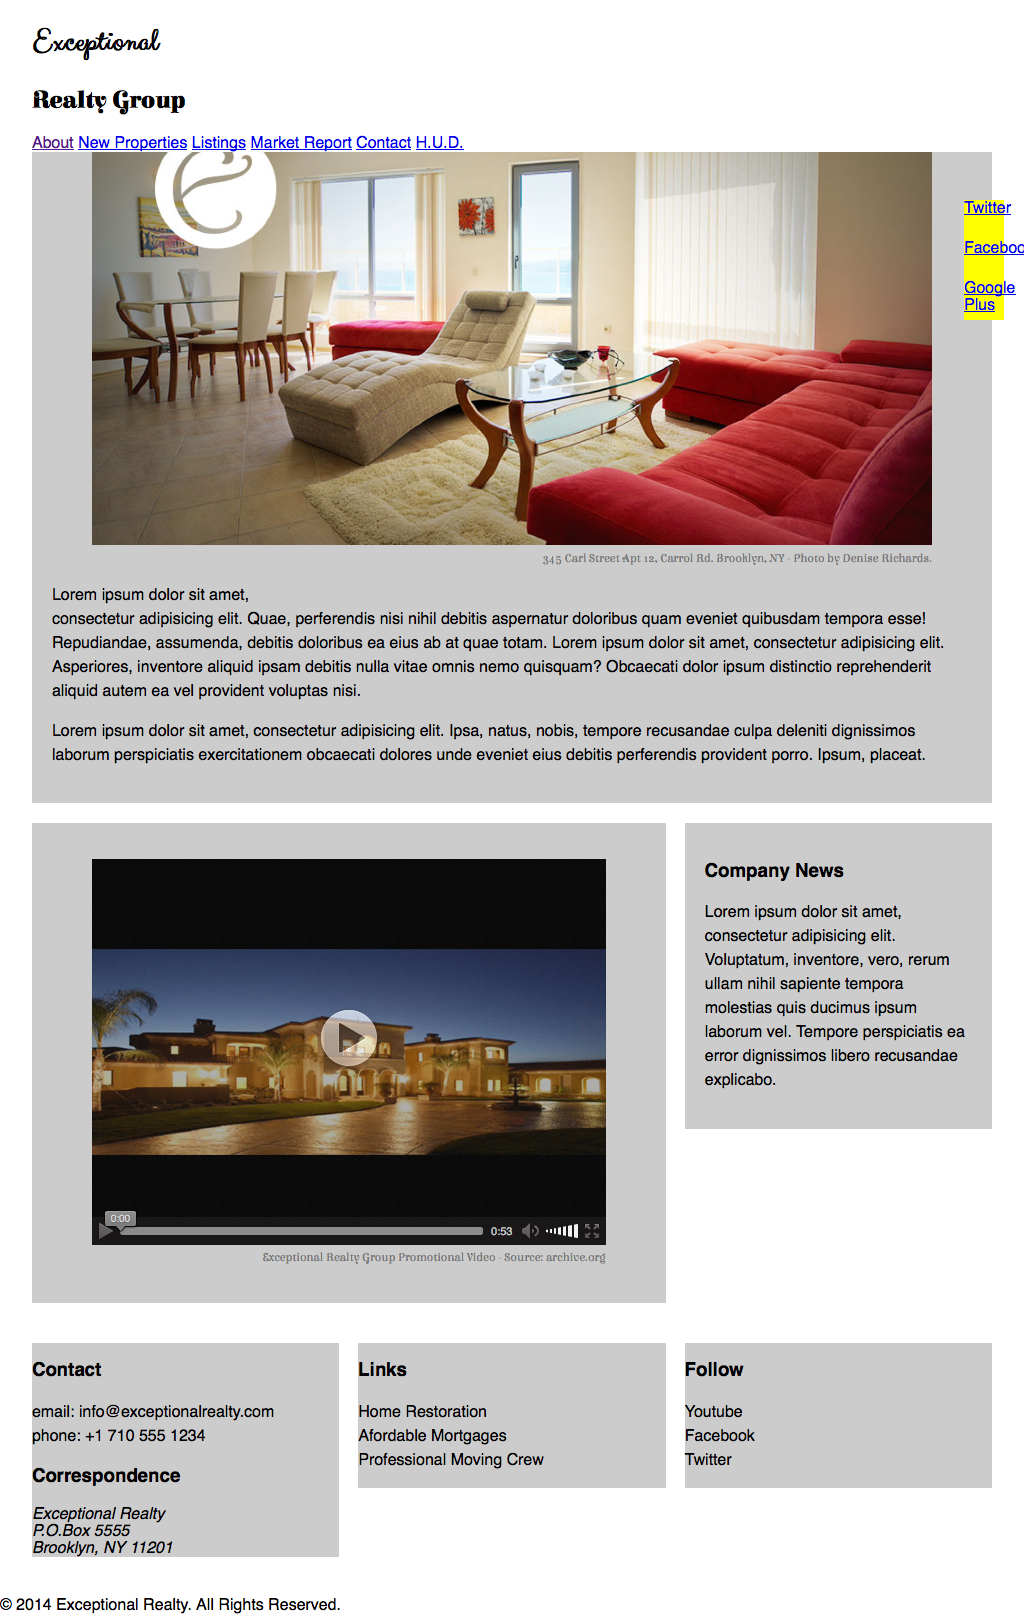 Exceptional
Realty Group
About New Properties Listings Market Report Contact H.U.D.
Twitter
Faceboo
Google
Plus
345 Carl Street Apt 12, Carrol Rd. Brooklyn, NY - Photo by Denise Richards.
Lorem ipsum dolor sit amet,
consectetur adipisicing elit. Quae, perferendis nisi nihil debitis aspernatur doloribus quam eveniet quibusdam tempora esse!
Repudiandae, assumenda, debitis doloribus ea eius ab at quae totam. Lorem ipsum dolor sit amet, consectetur adipisicing elit.
Asperiores, inventore aliquid ipsam debitis nulla vitae omnis nemo quisquam? Obcaecati dolor ipsum distinctio reprehenderit
aliquid autem ea vel provident voluptas nisi.
Lorem ipsum dolor sit amet, consectetur adipisicing elit. Ipsa, natus, nobis, tempore recusandae culpa deleniti dignissimos
laborum perspiciatis exercitationem obcaecati dolores unde eveniet eius debitis perferendis provident porro. Ipsum, placeat.
0:00
0:53
Exceptional Realty Group Promotional Video - Source: archive.org
Company News
Lorem ipsum dolor sit amet,
consectetur adipisicing elit.
Voluptatum, inventore, vero, rerum
ullam nihil sapiente tempora
molestias quis ducimus ipsum
laborum vel. Tempore perspiciatis ea
error dignissimos libero recusandae
explicabo.
Contact
email: info@exceptionalrealty.com
phone: +1 710 555 1234
Correspondence
Exceptional Realty
P.O.Box 5555
Brooklyn, NY 11201
Links
Home Restoration
Afordable Mortgages
Professional Moving Crew
Follow
Youtube
Facebook
Twitter
© 2014 Exceptional Realty. All Rights Reserved.